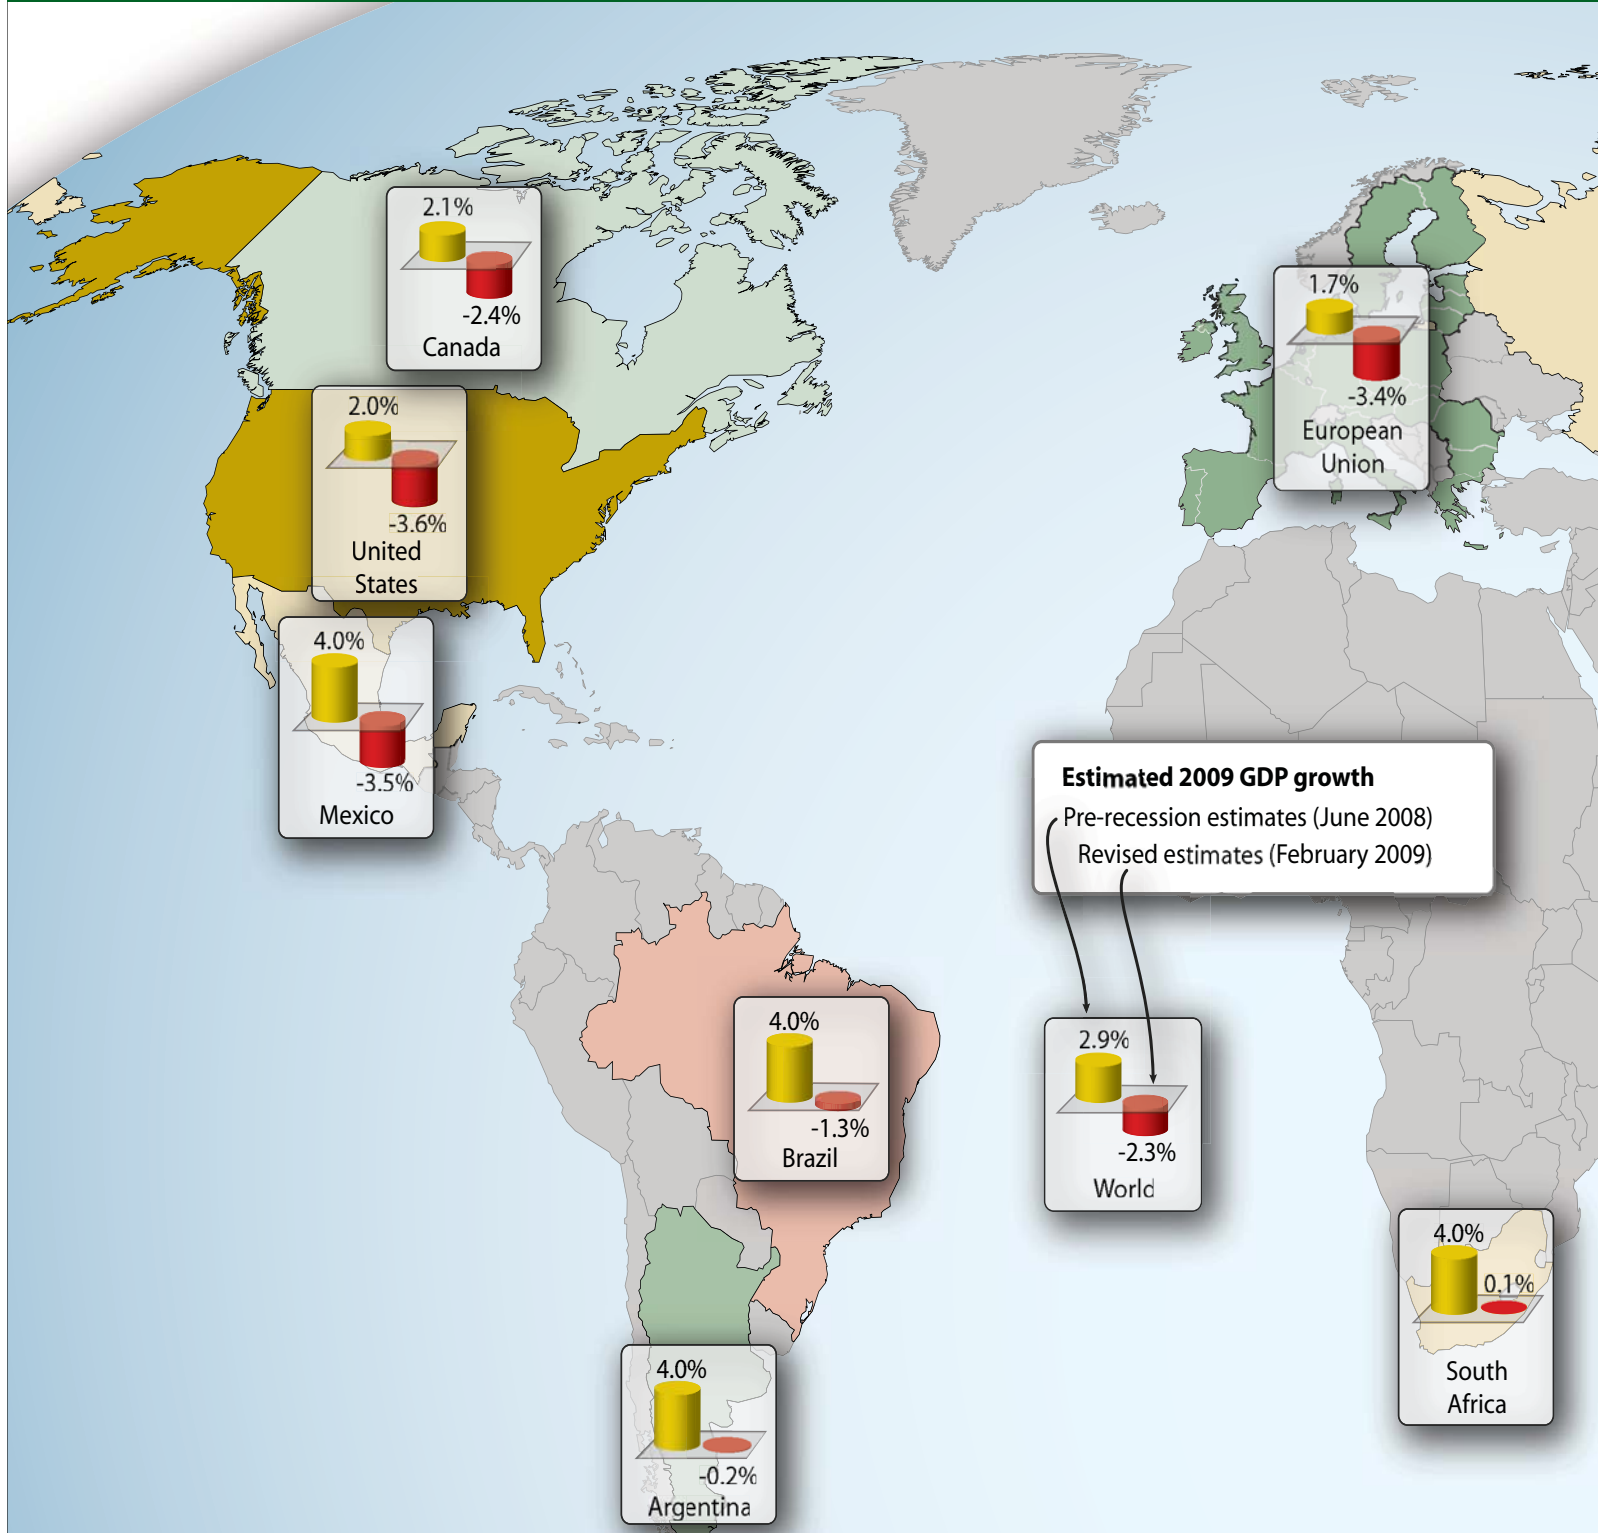 2.1%
-2.4%
Canada
2.0%
-3.6%
United
States
4.0%
-3.5%
Mexico
1.7%
-3.4%
European
Union
Estimated 2009 GDP growth
Pre-recession estimates (June 2008)
Revised estimates (February 2009)
4.0%
-1.3%
Brazil
2.9%
-2.3%
World
4.0%
0.1%
South
Africa
4.0%
-0.2%
Argentina